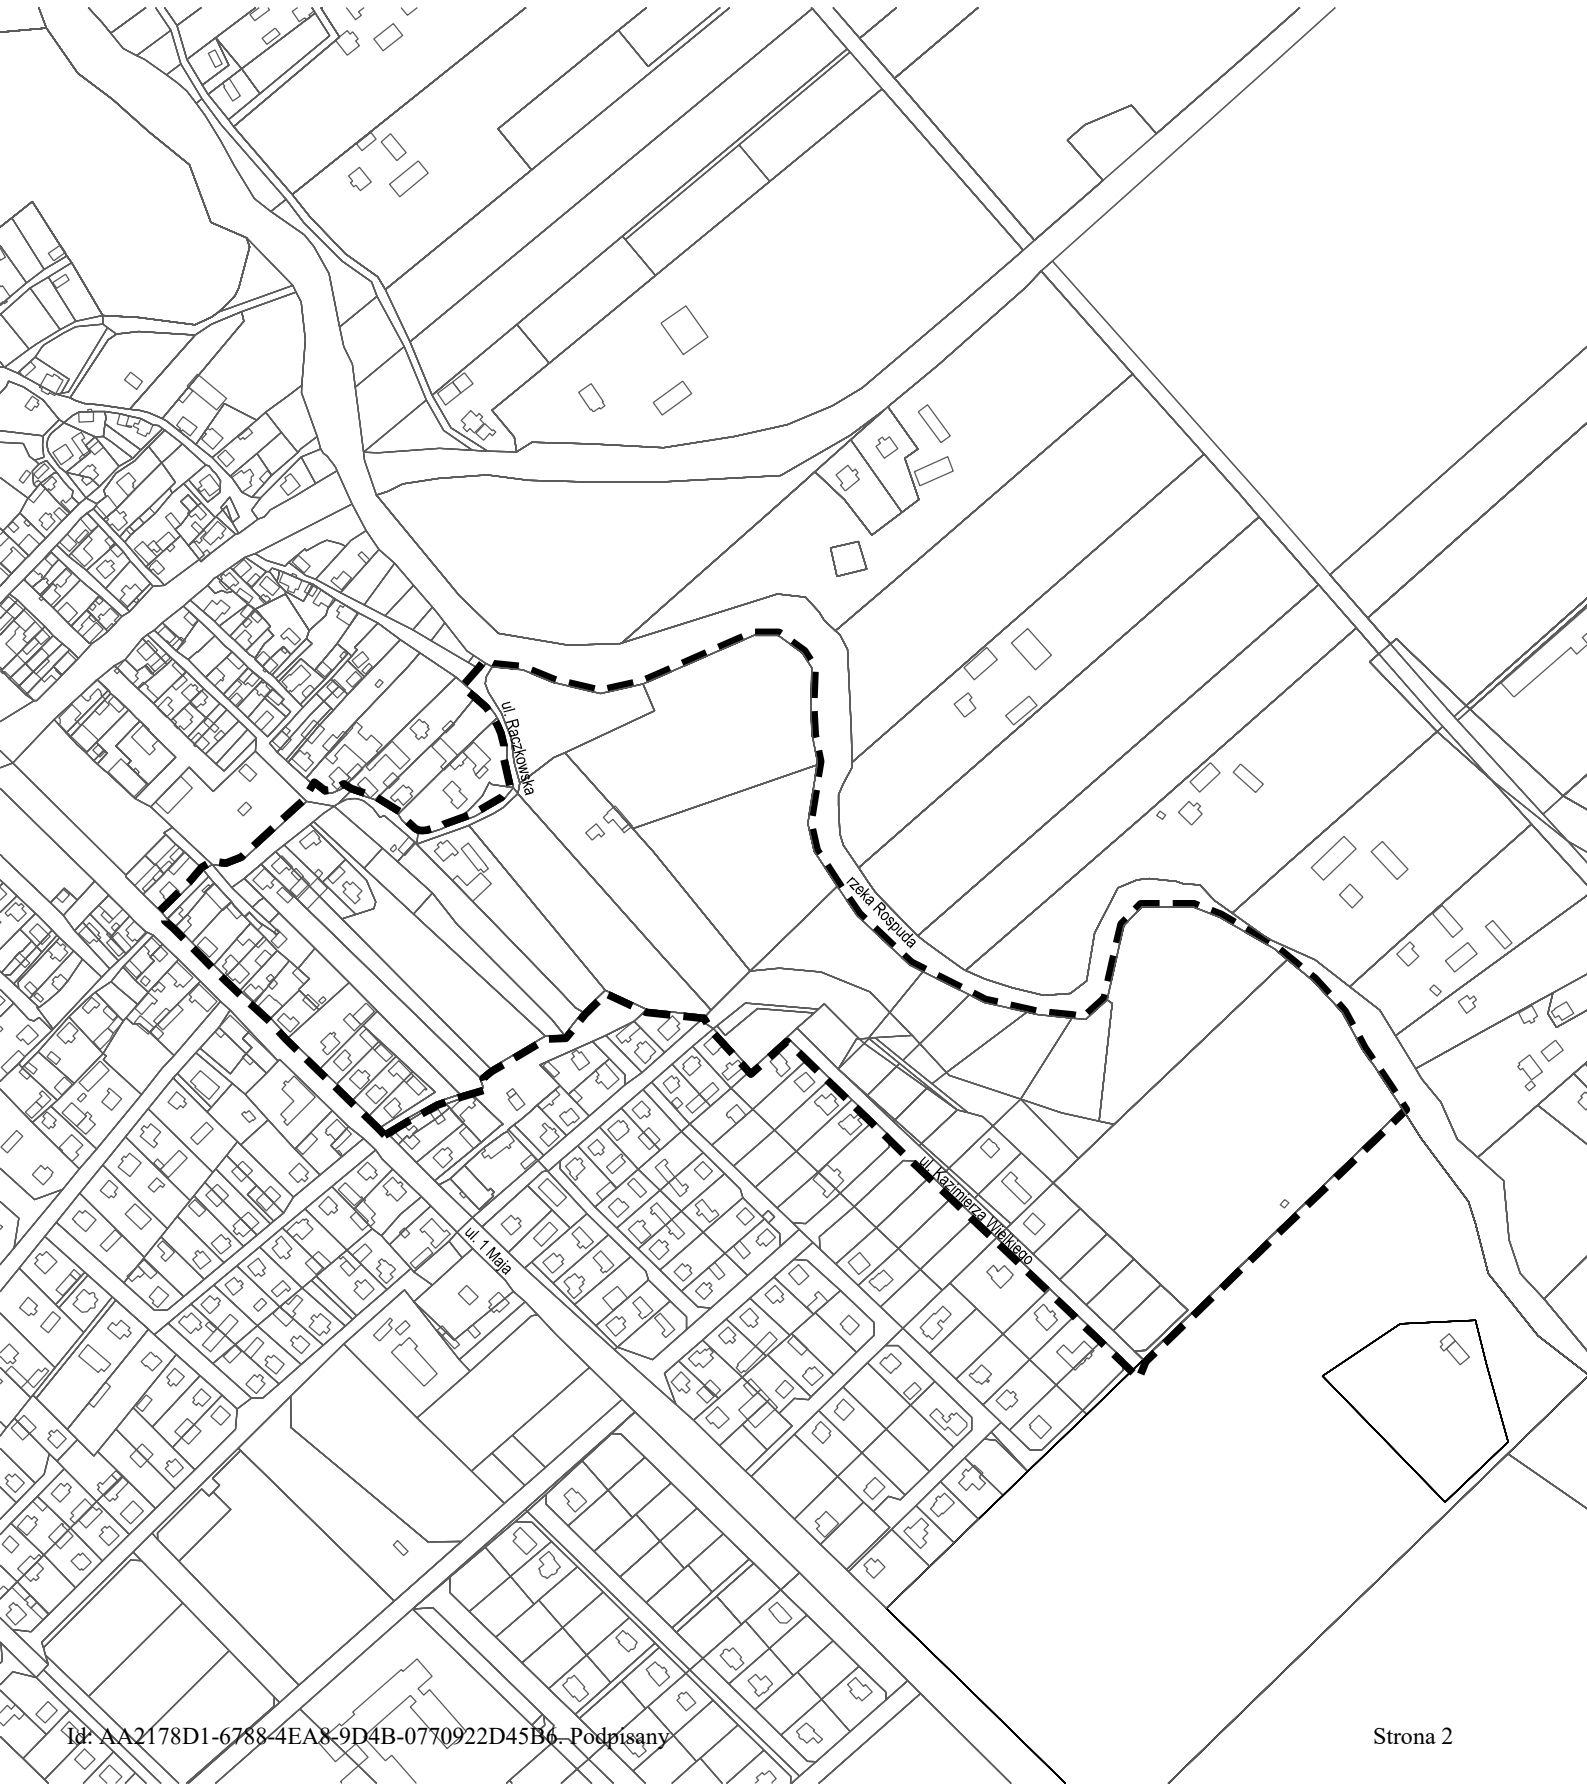 ul. Raczkowska
rzeka Rospuda
ul. Kazimierza Wielkiego
ul. 1 Maja
Id: AA2178D1-6788-4EA8-9D4B-0770922D45B6. Podpisany
Strona 2